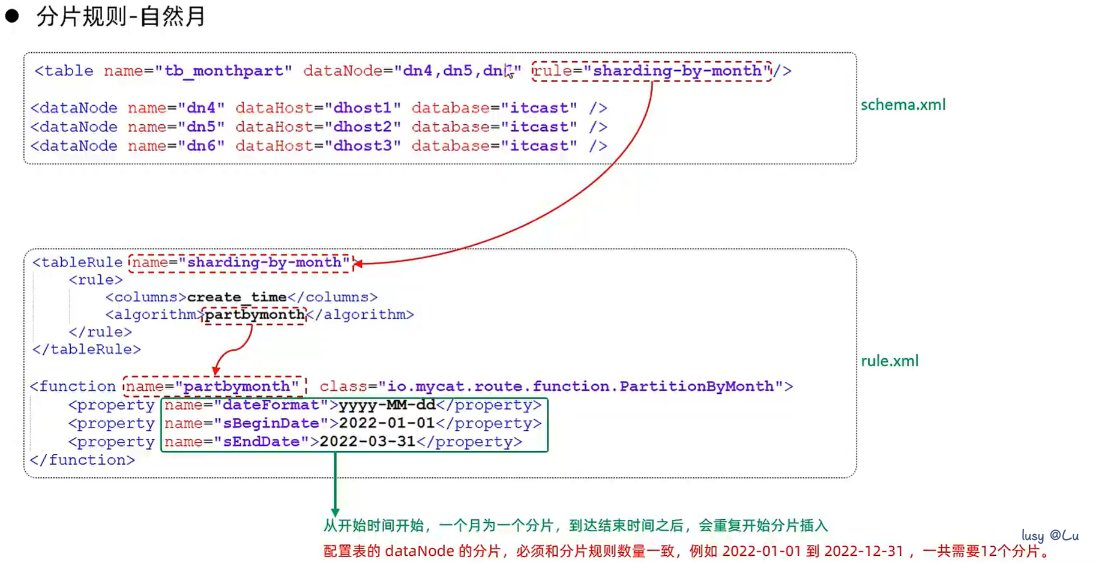 ● 分片规则-自然月
<table name="tb_monthpart" dataNode="dn4,dn5,dn6" rule="sharding-by-month"/>
<dataNode name="dn4" dataHost="dhost1" database="itcast" />
<dataNode name="dn5" dataHost="dhost2" database="itcast" />
<dataNode name="dn6" dataHost="dhost3" database="itcast" />
schema.xml
<tableRule name="sharding-by-month">
<rule>
<columns>create_time</columns>
<algorithm>partbymonth</algorithm>
</rule>
</tableRule>
rule.xml
<function name="partbymonth" class="io.mycat.route.function.PartitionByMonth">
<property name="dateFormat">yyyy-MM-dd</property>
<property name="sBeginDate">2022-01-01</property>
<property name="sEndDate">2022-03-31</property>
</function>
从开始时间开始，一个月为一个分片，到达结束时间之后，会重复开始分片插入
配置表的 dataNode 的分片，必须和分片规则数量一致，例如 2022-01-01 到 2022-12-31 ，一共需要12个分片。
lusy @Lu